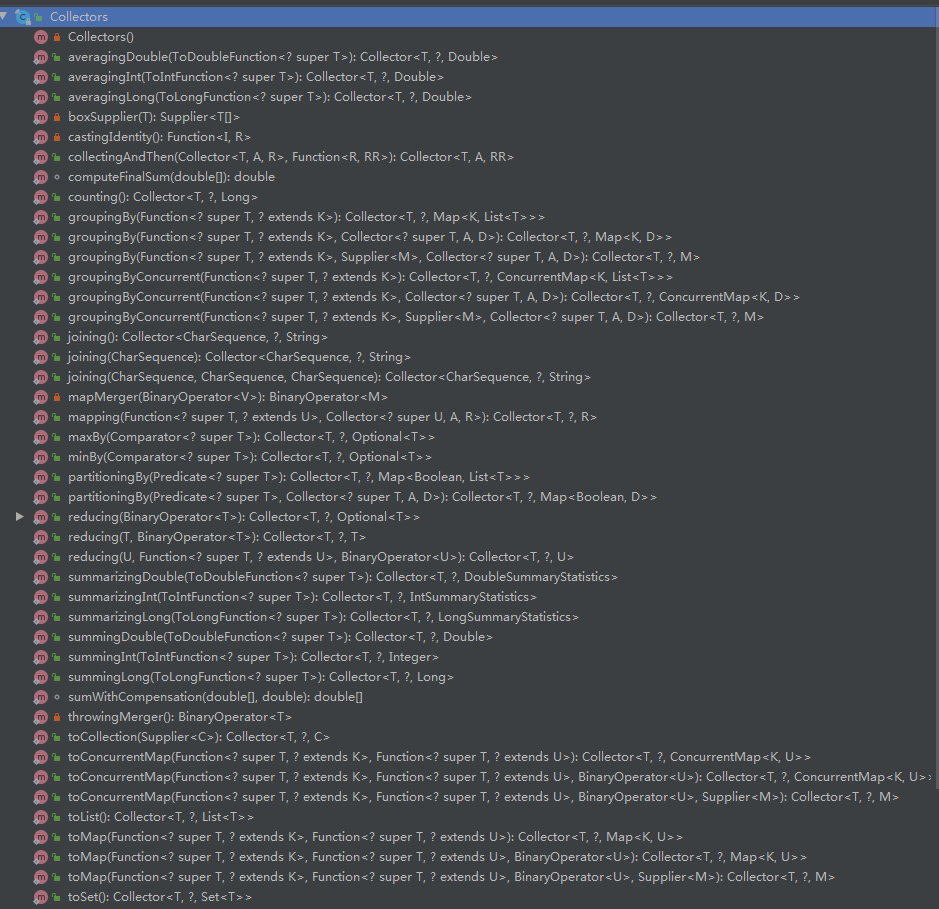 Collectors
Collectors()
averagingDouble(ToDoubleFunction<? super T>): Collector<T, ?, Double>
averagingInt(ToIntFunction<? super T>): Collector<T, ?, Double>
averagingLong(ToLongFunction<? super T>): Collector<T, ?, Double>
boxSupplier(T): Supplier<T[]>
castingIdentity(): Function<I, R>
collectingAndThen(Collector<T, A, R>, Function<R, RR>): Collector<T, A, RR>
computeFinalSum(double[]): double
counting(): Collector<T, ?, Long>
groupingBy(Function<? super T, ? extends K>): Collector<T, ?, Map<K, List<T>>>
groupingBy(Function<? super T, ? extends K>, Collector<? super T, A, D>): Collector<T, ?, Map<K, D>>
groupingBy(Function<? super T, ? extends K>, Supplier<M>, Collector<? super T, A, D>): Collector<T, ?, M>
groupingByConcurrent(Function<? super T, ? extends K>): Collector<T, ?, ConcurrentMap<K, List<T>>>
groupingByConcurrent(Function<? super T, ? extends K>, Collector<? super T, A, D>): Collector<T, ?, ConcurrentMap<K, D>>
groupingByConcurrent(Function<? super T, ? extends K>, Supplier<M>, Collector<? super T, A, D>): Collector<T, ?, M>
joining(): Collector<CharSequence, ?, String>
joining(CharSequence): Collector<CharSequence, ?, String>
joining(CharSequence, CharSequence, CharSequence): Collector<CharSequence, ?, String>
mapMerger(BinaryOperator<V>): BinaryOperator<M>
mapping(Function<? super T, ? extends U>, Collector<? super U, A, R>): Collector<T, ?, R>
maxBy(Comparator<? super T>): Collector<T, ?, Optional<T>>
minBy(Comparator<? super T>): Collector<T, ?, Optional<T>>
partitioningBy(Predicate<? super T>): Collector<T, ?, Map<Boolean, List<T>>>
partitioningBy(Predicate<? super T>, Collector<? super T, A, D>): Collector<T, ?, Map<Boolean, D>>
reducing(BinaryOperator<T>): Collector<T, ?, Optional<T>>
reducing(T, BinaryOperator<T>): Collector<T, ?, T>
reducing(U, Function<? super T, ? extends U>, BinaryOperator<U>): Collector<T, ?, U>
summarizingDouble(ToDoubleFunction<? super T>): Collector<T, ?, DoubleSummaryStatistics>
summarizingInt(ToIntFunction<? super T>): Collector<T, ?, IntSummaryStatistics>
summarizingLong(ToLongFunction<? super T>): Collector<T, ?, LongSummaryStatistics>
summingDouble(ToDoubleFunction<? super T>): Collector<T, ?, Double>
summingInt(ToIntFunction<? super T>): Collector<T, ?, Integer>
summingLong(ToLongFunction<? super T>): Collector<T, ?, Long>
sumWithCompensation(double[], double): double[]
throwingMerger(): BinaryOperator<T>
toCollection(Supplier<C>): Collector<T, ?, C>
toConcurrentMap(Function<? super T, ? extends K>, Function<? super T, ? extends U>): Collector<T, ?, ConcurrentMap<K, U>>
toConcurrentMap(Function<? super T, ? extends K>, Function<? super T, ? extends U>, BinaryOperator<U>): Collector<T, ?, ConcurrentMap<K, U>>
toConcurrentMap(Function<? super T, ? extends K>, Function<? super T, ? extends U>, BinaryOperator<U>, Supplier<M>): Collector<T, ?, M>
toList(): Collector<T, ?, List<T>>
toMap(Function<? super T, ? extends K>, Function<? super T, ? extends U>): Collector<T, ?, Map<K, U>>
toMap(Function<? super T, ? extends K>, Function<? super T, ? extends U>, BinaryOperator<U>): Collector<T, ?, Map<K, U>>
toMap(Function<? super T, ? extends K>, Function<? super T, ? extends U>, BinaryOperator<U>, Supplier<M>): Collector<T, ?, M>
toSet(): Collector<T, ?, Set<T>>